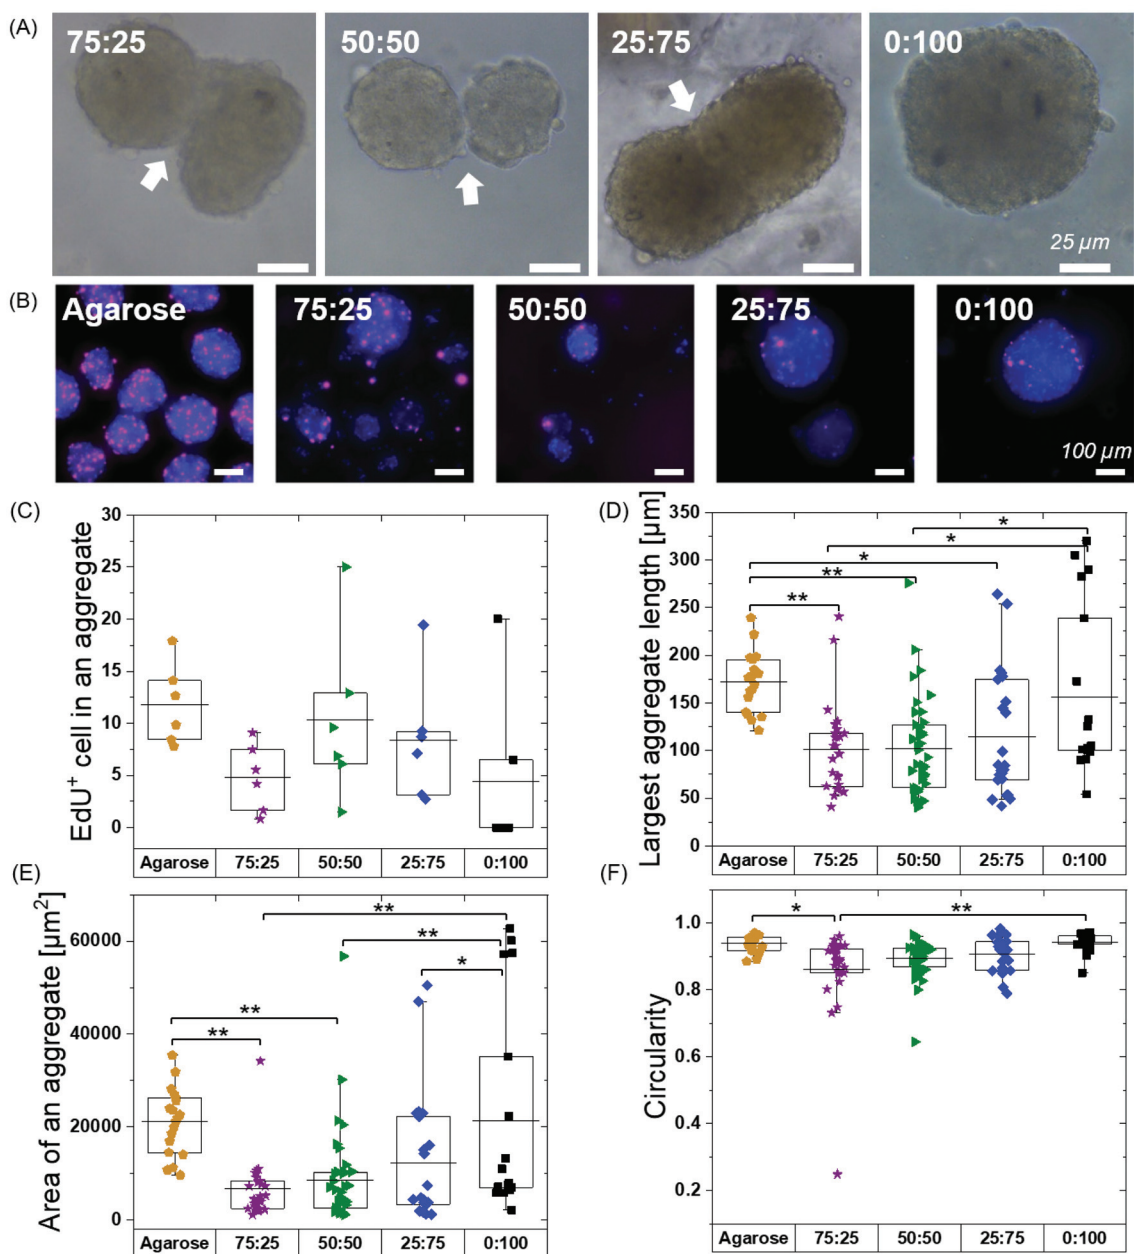 (A)
75:25
50:50
25:75
0:100
25 µm
(B)
Agarose
75:25
50:50
25:75
0:100
100 µm
(C)
EdU+ cell in an aggregate
30
25
20
15
10
5
0
Agarose 75:25 50:50 25:75 0:100
(D)
Largest aggregate length [µm]
350
300
250
200
150
100
50
0
*
*
*
**
**
Agarose 75:25 50:50 25:75 0:100
(E)
Area of an aggregate [µm2]
60000
40000
20000
0
**
**
*
**
**
Agarose 75:25 50:50 25:75 0:100
(F)
Circularity
1.0
0.8
0.6
0.4
0.2
*
**
Agarose 75:25 50:50 25:75 0:100